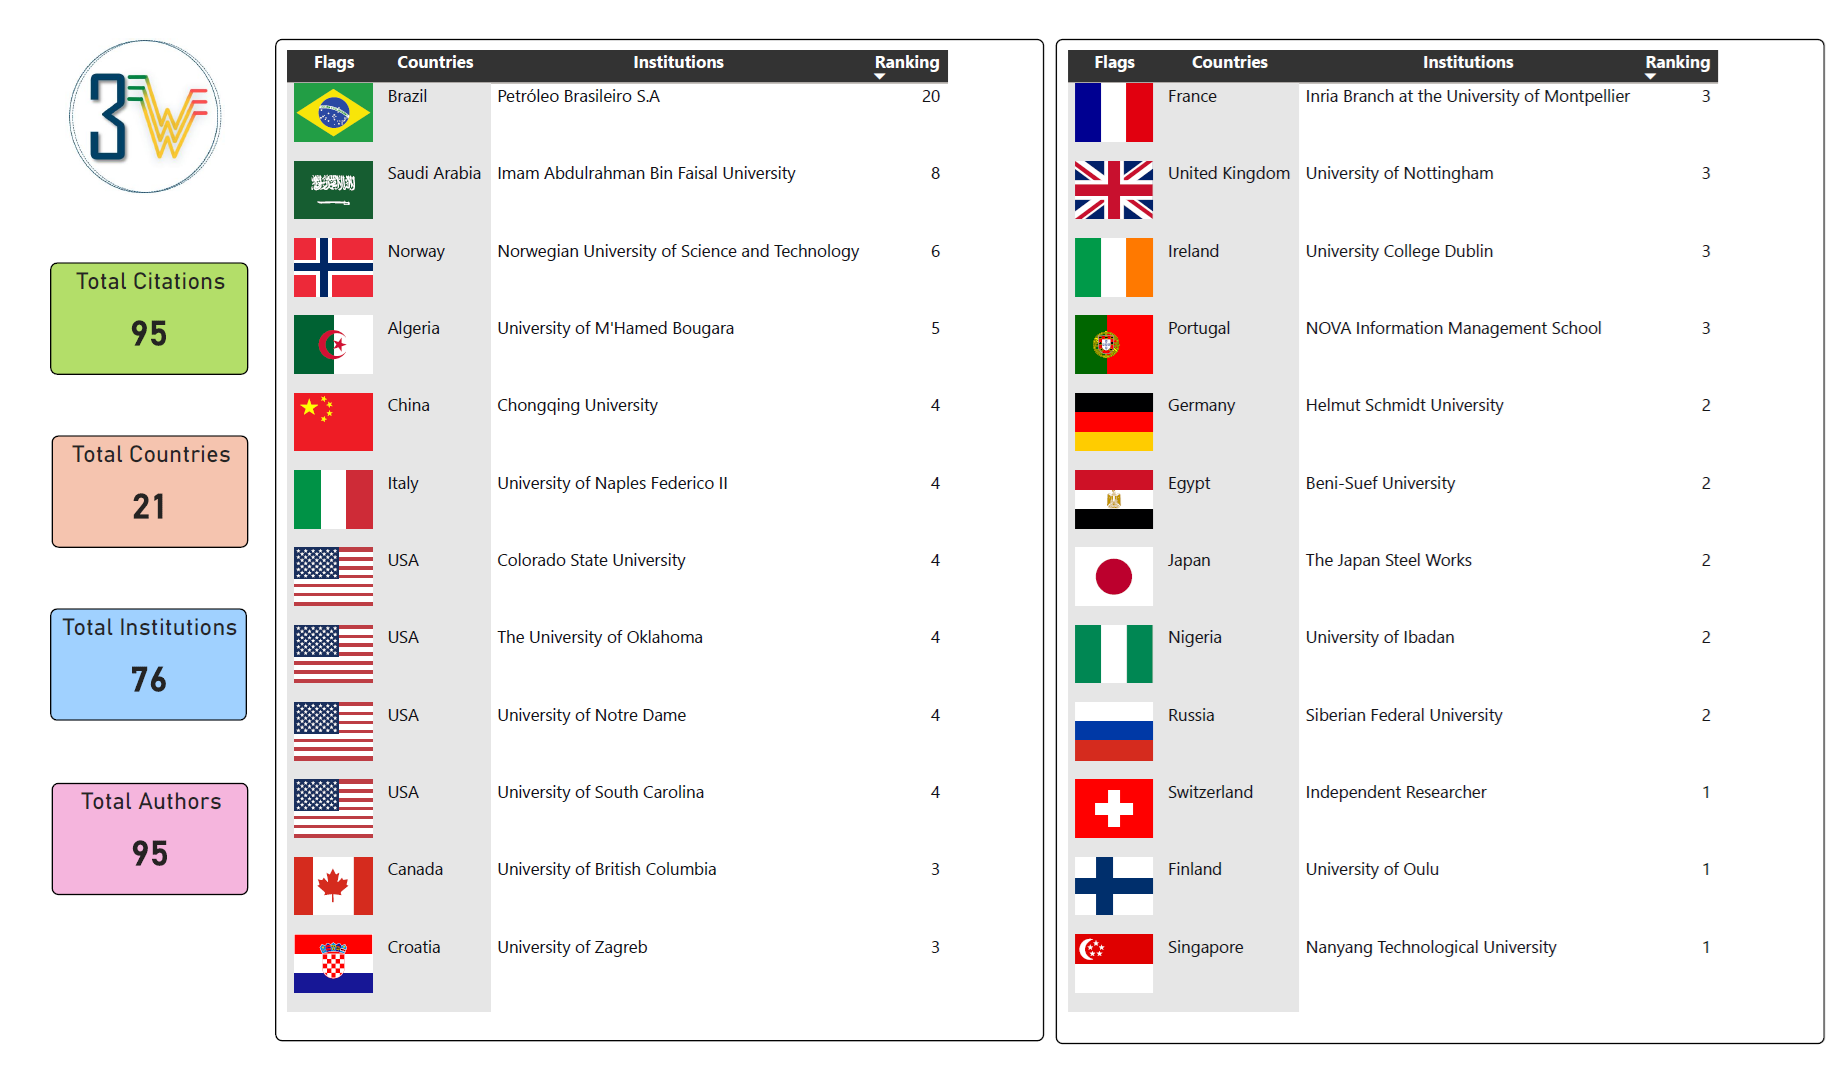 3W
Total Citations
95
Total Countries
21
Total Institutions
76
Total Authors
95
Flags Countries Institutions Ranking
Brazil Petróleo Brasileiro S.A 20
Saudi Arabia Imam Abdulrahman Bin Faisal University 8
Norway Norwegian University of Science and Technology 6
Algeria University of M'Hamed Bougara 5
China Chongqing University 4
Italy University of Naples Federico II 4
USA Colorado State University 4
USA The University of Oklahoma 4
USA University of Notre Dame 4
USA University of South Carolina 4
Canada University of British Columbia 3
Croatia University of Zagreb 3
Flags Countries Institutions Ranking
France Inria Branch at the University of Montpellier 3
United Kingdom University of Nottingham 3
Ireland University College Dublin 3
Portugal NOVA Information Management School 3
Germany Helmut Schmidt University 2
Egypt Beni-Suef University 2
Japan The Japan Steel Works 2
Nigeria University of Ibadan 2
Russia Siberian Federal University 2
Switzerland Independent Researcher 1
Finland University of Oulu 1
Singapore Nanyang Technological University 1